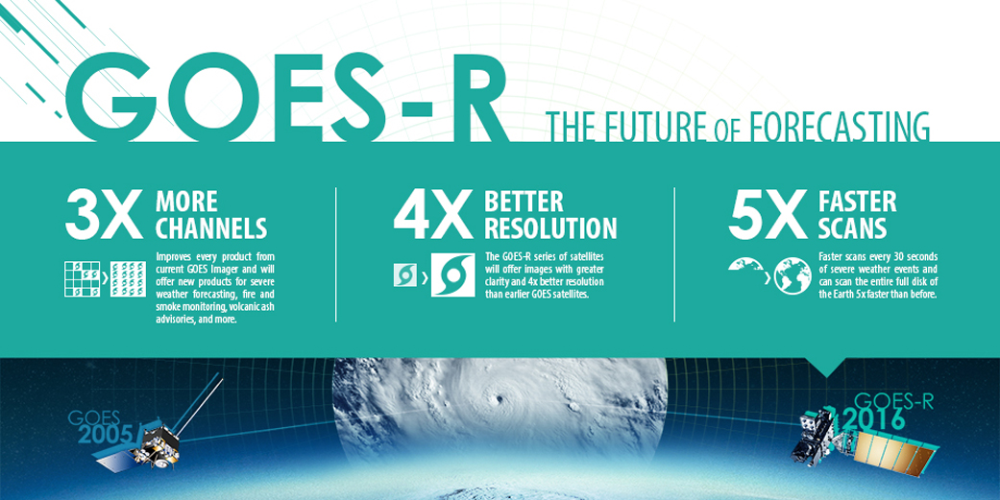 GOES-R
THE FUTURE OF FORECASTING
3X
MORE
CHANNELS
Improves every product from
current GOES Imager and will
offer new products for severe
weather forecasting, fire and
smoke monitoring, volcanic ash
advisories, and more.
4X
BETTER
RESOLUTION
The GOES-R series of satellites
will offer images with greater
clarity and 4x better resolution
than earlier GOES satellites.
5X
FASTER
SCANS
Faster scans every 30 seconds
of severe weather events and
can scan the entire full disk of
the Earth 5x faster than before.
GOES
2005
GOES-R
2016